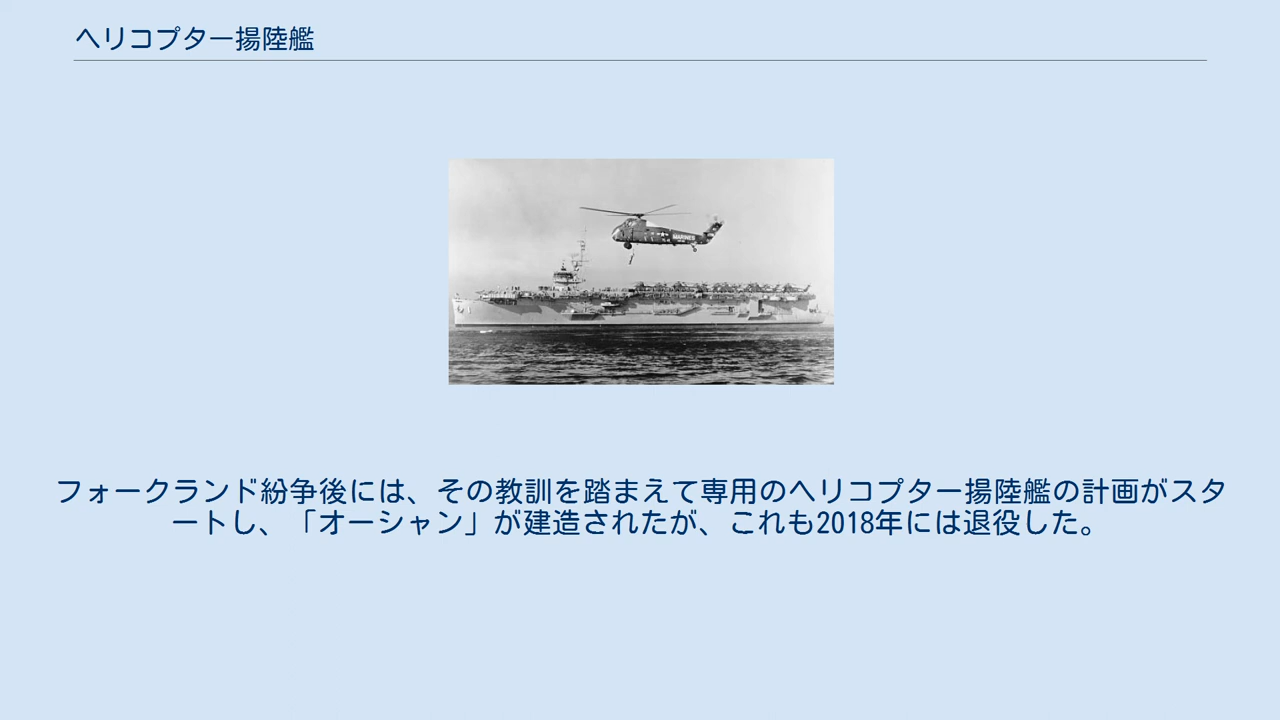 ヘリコプター揚陸艦
MARINES
フォークランド紛争後には、その教訓を踏まえて専用のヘリコプター揚陸艦の計画がスタ
ートし、「オーシャン」が建造されたが、これも2018年には退役した。